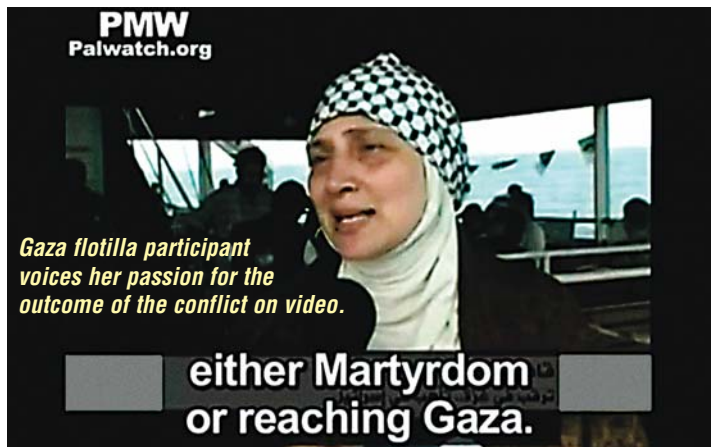 PMW
Palwatch.org
Gaza flotilla participant
voices her passion for the
outcome of the conflict on video.
either Martyrdom
or reaching Gaza.